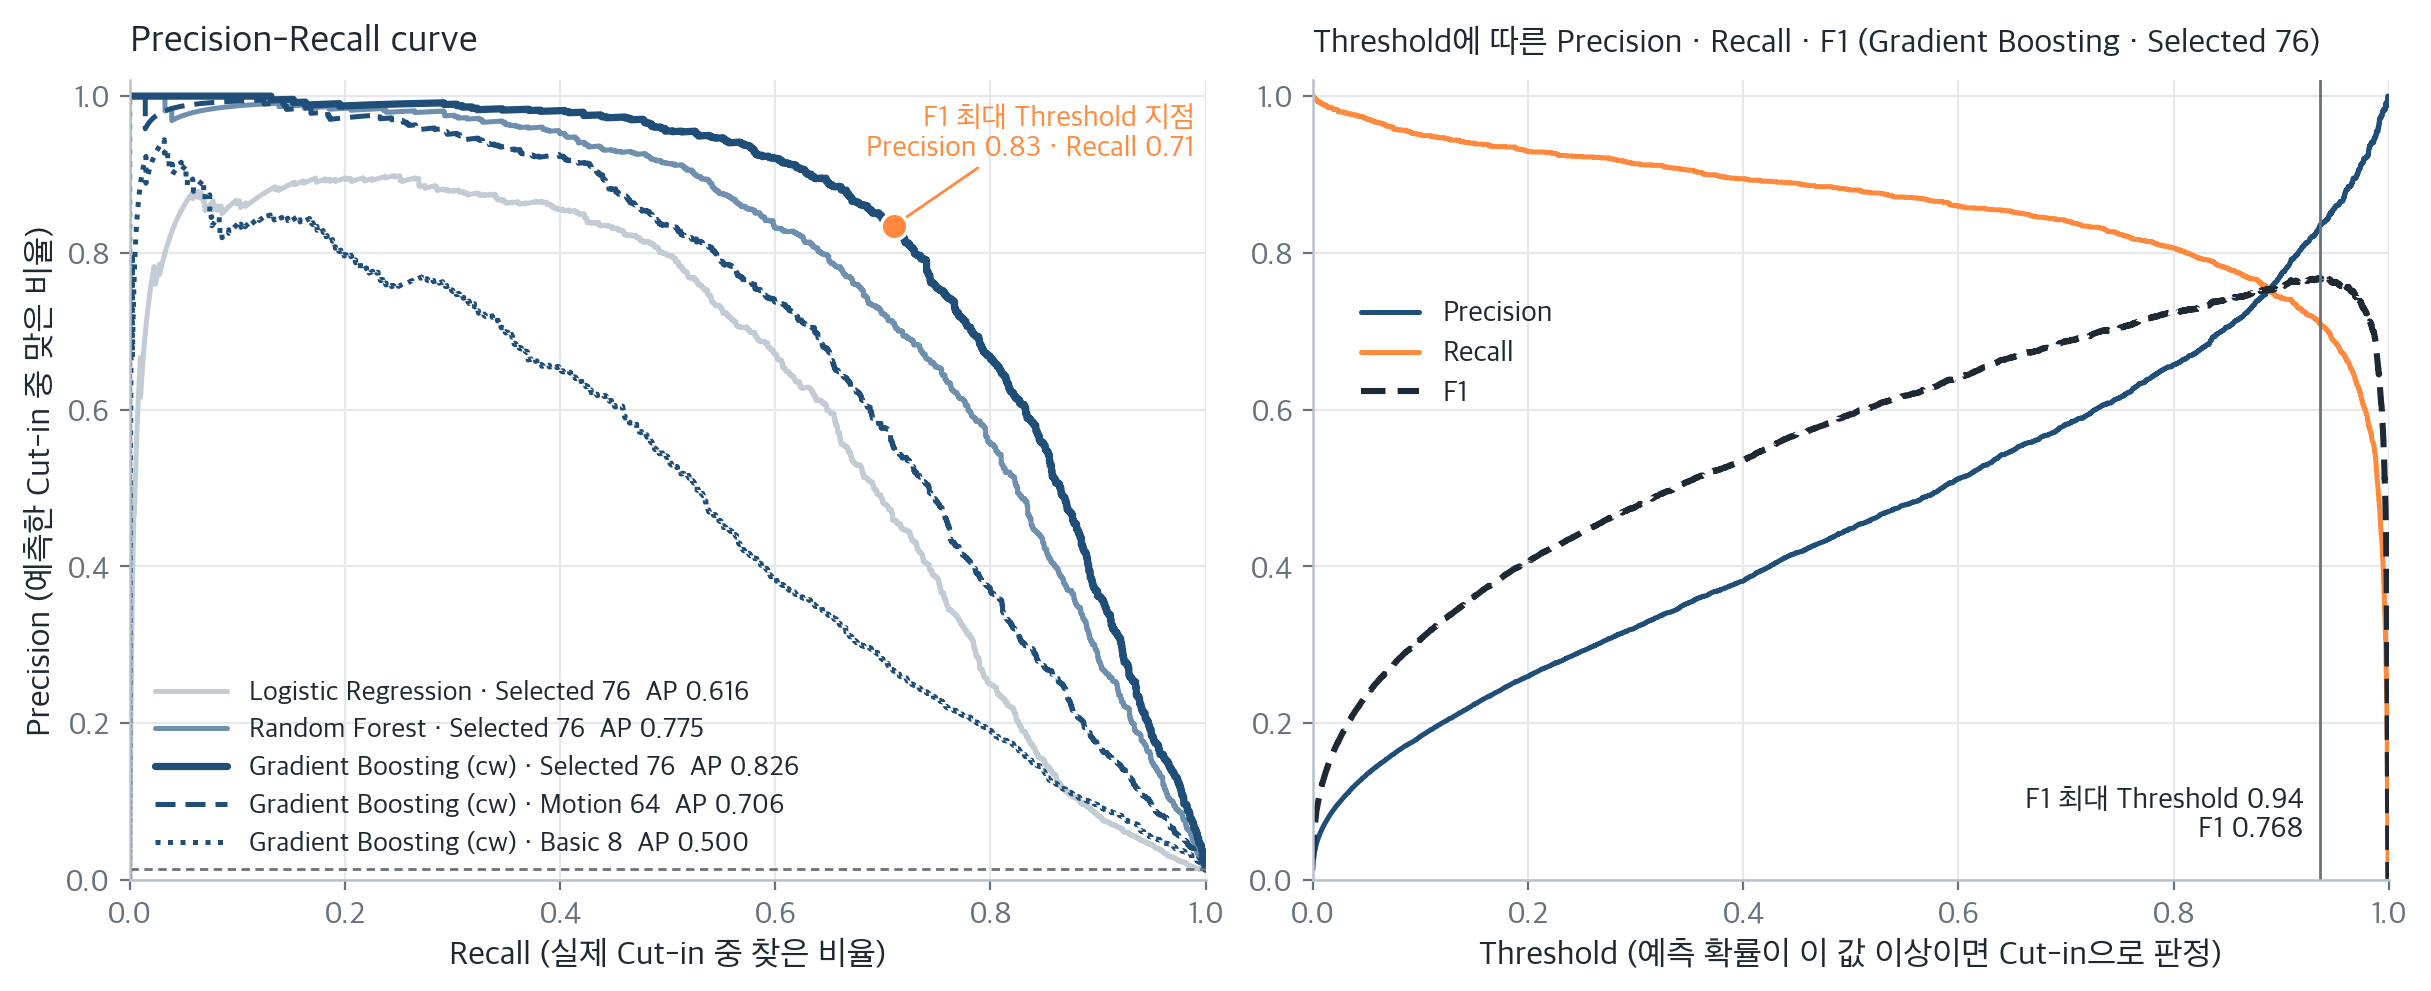 Precision-Recall curve
Precision (예측한 Cut-in 중 맞은 비율)
1.0
0.8
0.6
0.4
0.2
0.0
F1 최대 Threshold 지점
Precision 0.83 · Recall 0.71
Logistic Regression · Selected 76 AP 0.616
Random Forest · Selected 76 AP 0.775
Gradient Boosting (cw) · Selected 76 AP 0.826
Gradient Boosting (cw) · Motion 64 AP 0.706
Gradient Boosting (cw) · Basic 8 AP 0.500
0.0 0.2 0.4 0.6 0.8 1.0
Recall (실제 Cut-in 중 찾은 비율)
Threshold에 따른 Precision · Recall · F1 (Gradient Boosting · Selected 76)
1.0
0.8
0.6
0.4
0.2
0.0
Precision
Recall
F1
F1 최대 Threshold 0.94
F1 0.768
0.0 0.2 0.4 0.6 0.8 1.0
Threshold (예측 확률이 이 값 이상이면 Cut-in으로 판정)